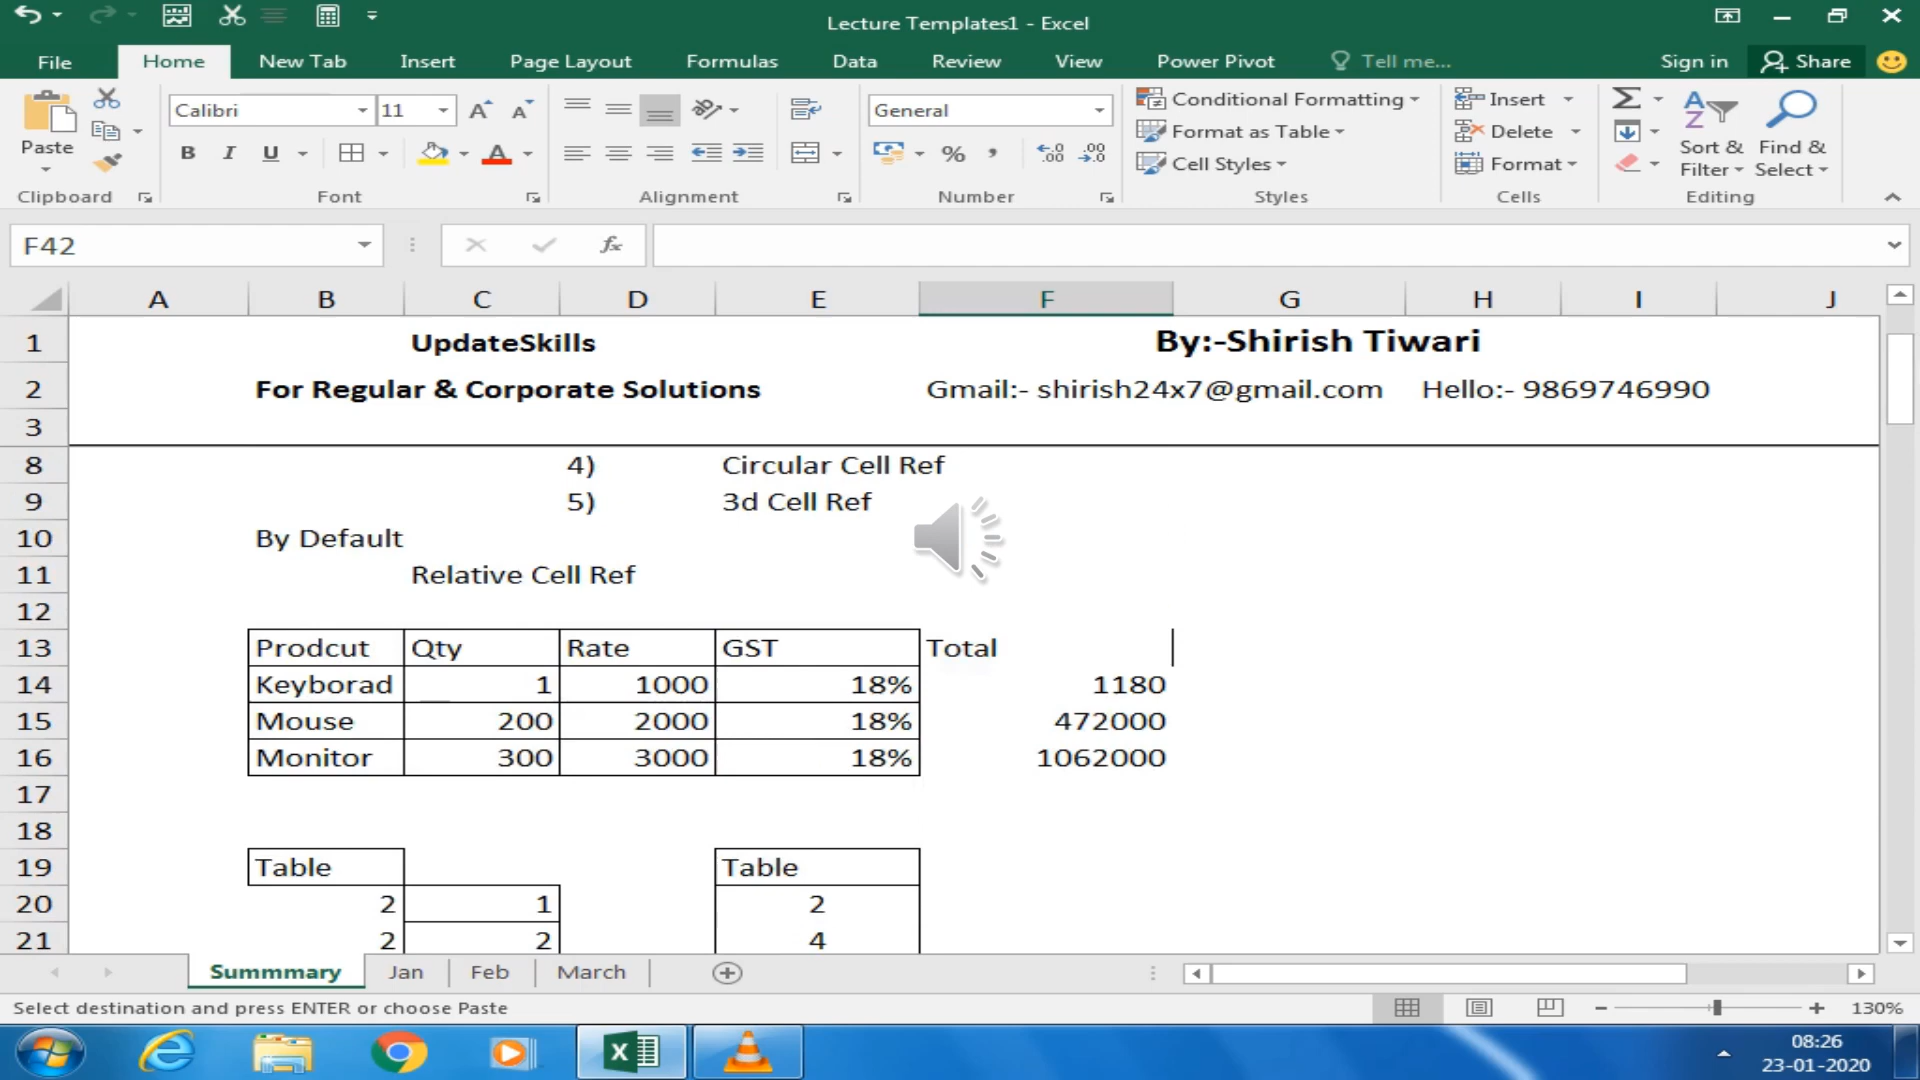 Lecture Templates1 - Excel
File Home New Tab Insert Page Layout Formulas Data Review View Power Pivot Tell me... Sign in Share
Paste Calibri 11 General Conditional Formatting Insert
Format as Table Delete
B I U % Cell Styles Format Sort & Filter Find & Select
Clipboard Font Alignment Number Styles Cells Editing
F42 fx
A B C D E F G H I J
1 UpdateSkills By:-Shirish Tiwari
2 For Regular & Corporate Solutions Gmail:- shirish24x7@gmail.com Hello:- 9869746990
3
8 4) Circular Cell Ref
9 5) 3d Cell Ref
10 By Default
11 Relative Cell Ref
12
13 Prodcut Qty Rate GST Total
14 Keyborad 1 1000 18% 1180
15 Mouse 200 2000 18% 472000
16 Monitor 300 3000 18% 1062000
17
18
19 Table Table
20 2 1 2
21 2 2 4
Summmary Jan Feb March
Select destination and press ENTER or choose Paste 130%
08:26
23-01-2020